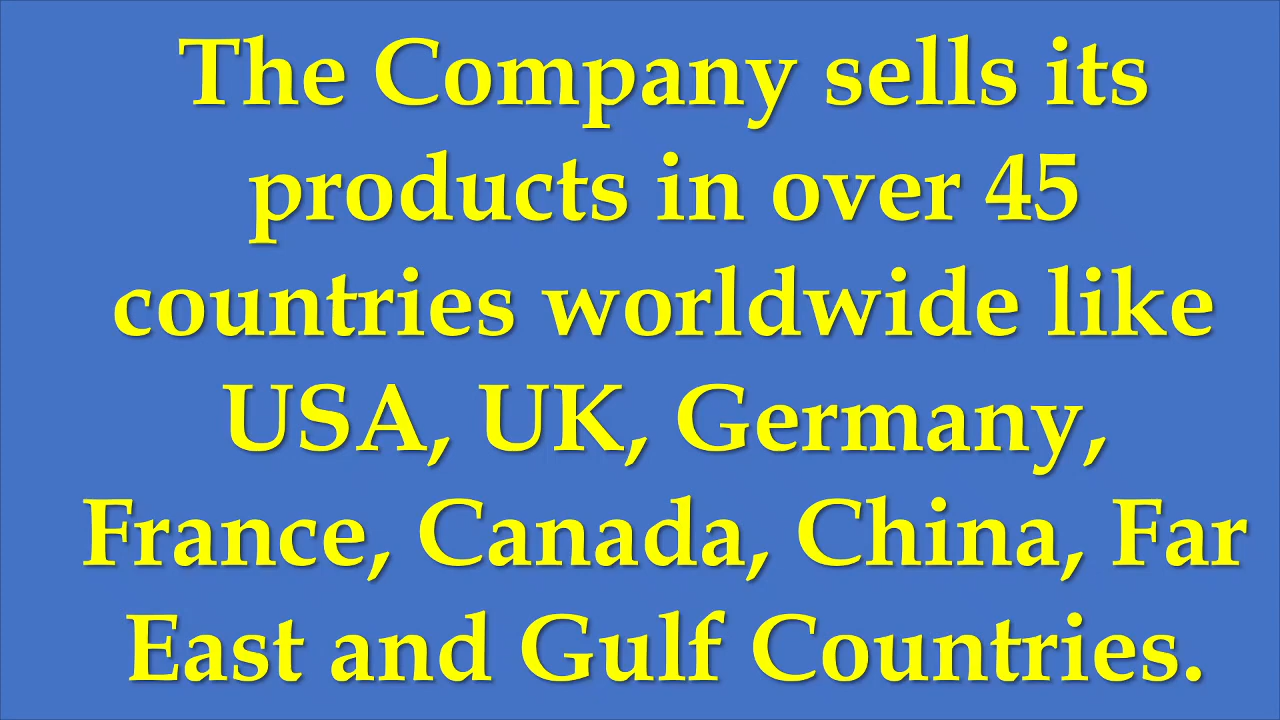 The Company sells its
products in over 45
countries worldwide like
USA, UK, Germany,
France, Canada, China, Far
East and Gulf Countries.